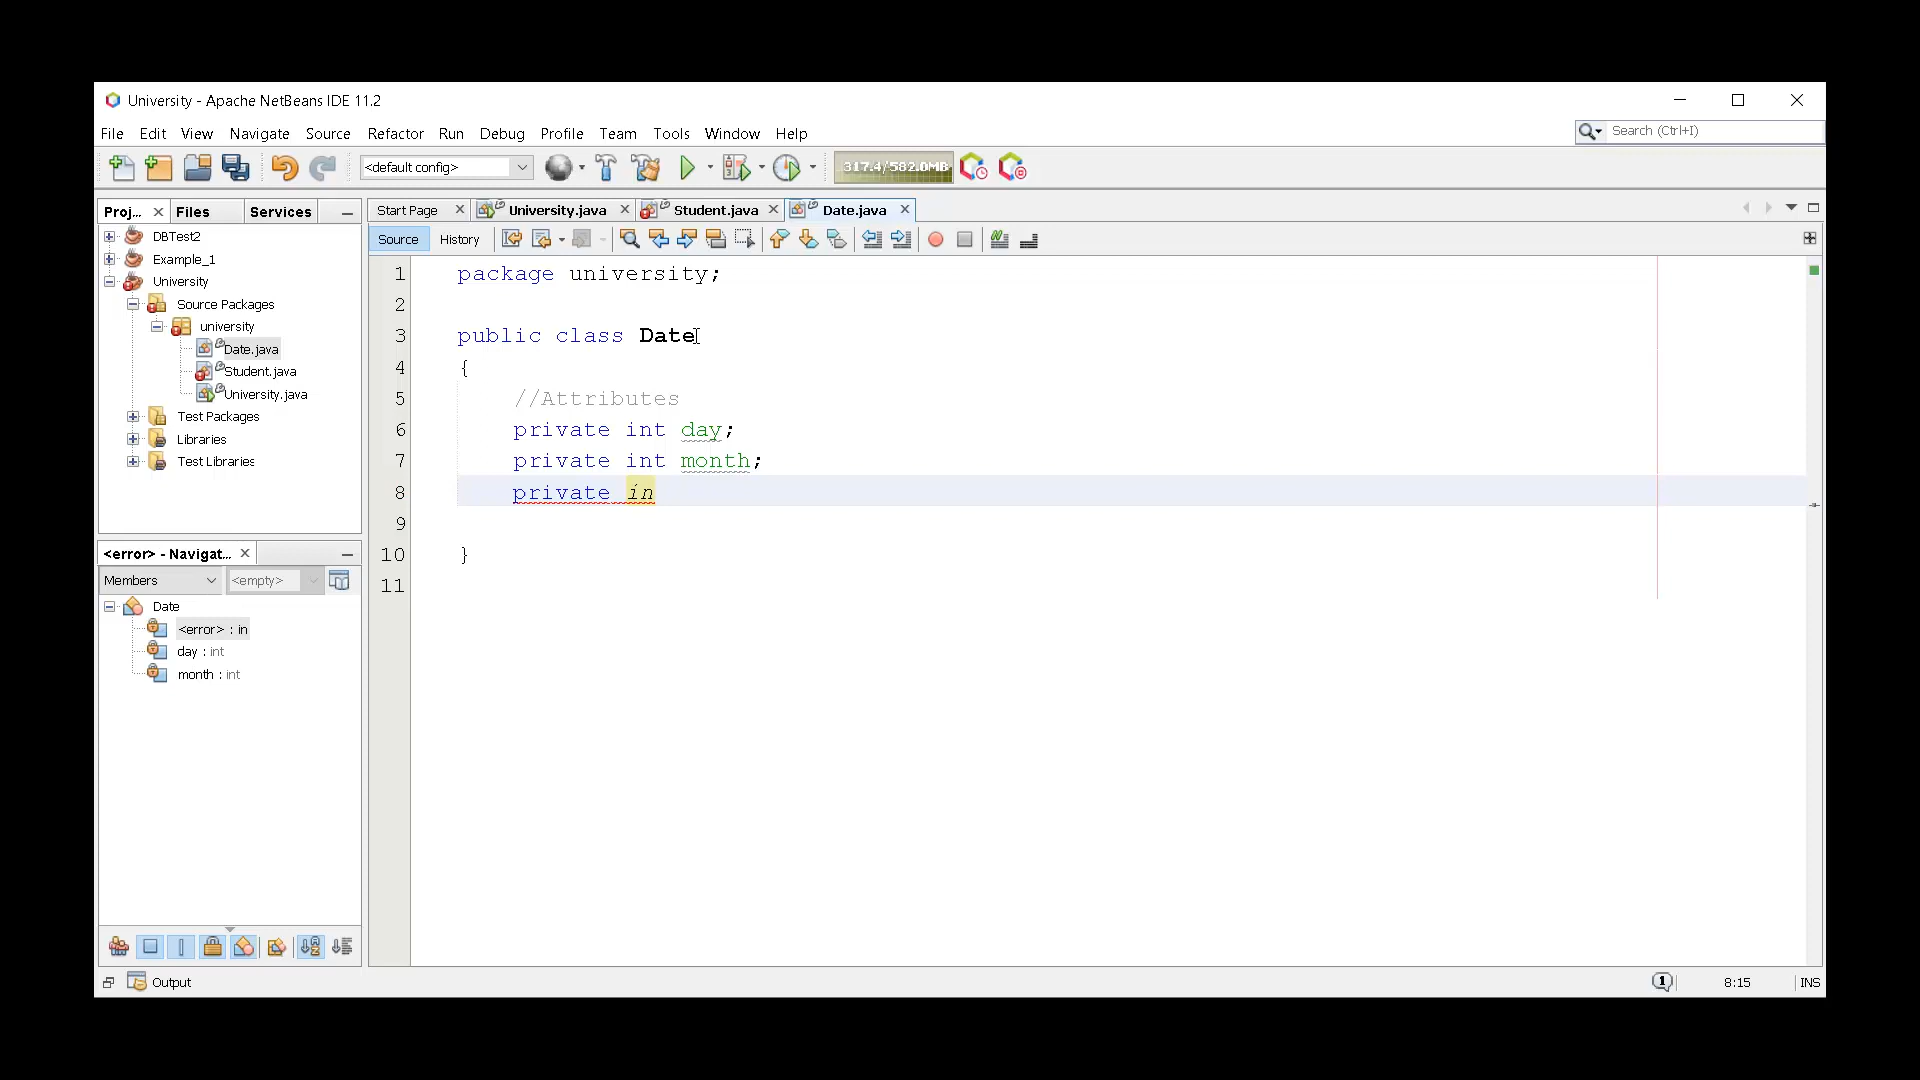 University - Apache NetBeans IDE 11.2
File Edit View Navigate Source Refactor Run Debug Profile Team Tools Window Help
Search (Ctrl+I)
<default config>
317.4/582.0MB
Proj... Files Services
Start Page University.java Student.java Date.java
Source History
DBTest2
Example_1
University
Source Packages
university
Date.java
Student.java
University.java
Test Packages
Libraries
Test Libraries
1 package university;
2
3 public class Date
4 {
5 //Attributes
6 private int day;
7 private int month;
8 private in
9
10 }
11
<error> - Navigat...
Members <empty>
Date
<error> : in
day : int
month : int
Output
1
8:15
INS